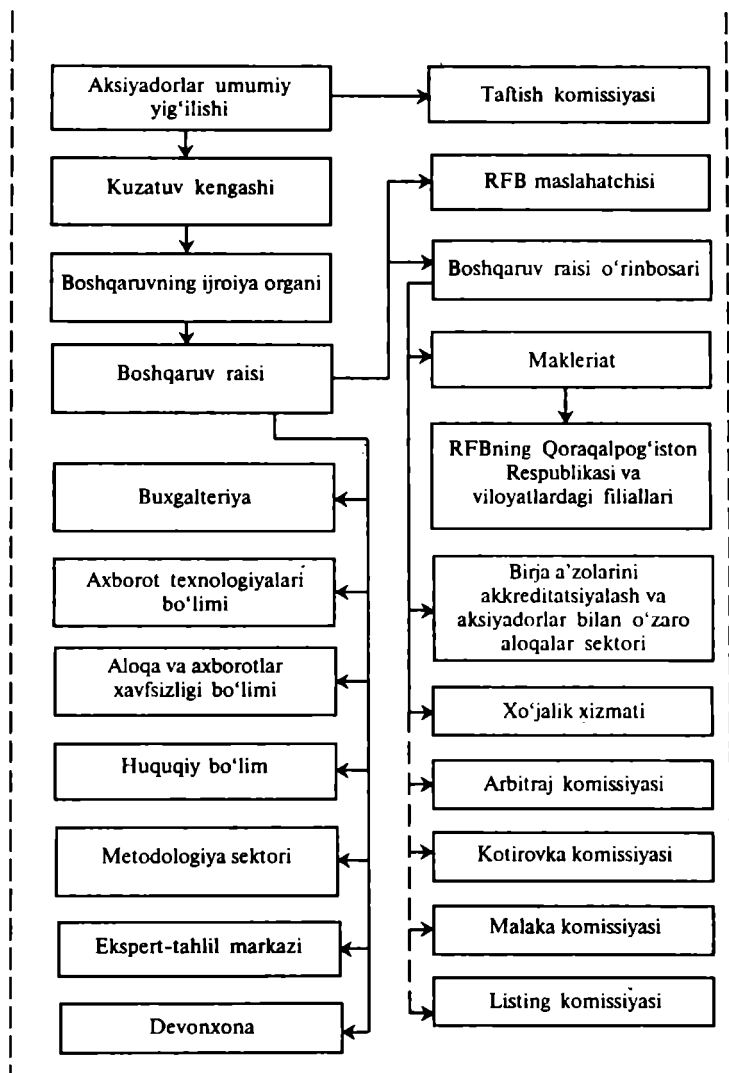 Aksiyadorlar umumiy
yig‘ilishi
Taftish komissiyasi
Kuzatuv kengashi
RFB maslahatchisi
Boshqaruvning ijroiya organi
Boshqaruv raisi o‘rinbosari
Boshqaruv raisi
Makleriat
RFBning Qoraqalpog‘iston
Respublikasi va
viloyatlardagi filiallari
Buxgalteriya
Axborot texnologiyalari
bo‘limi
Birja a’zolarini
akkreditatsiyalash va
aksiyadorlar bilan o‘zaro
aloqalar sektori
Aloqa va axborotlar
xavfsizligi bo‘limi
Xo‘jalik xizmati
Huquqiy bo‘lim
Arbitraj komissiyasi
Metodologiya sektori
Kotirovka komissiyasi
Ekspert-tahlil markazi
Malaka komissiyasi
Devonxona
Listing komissiyasi